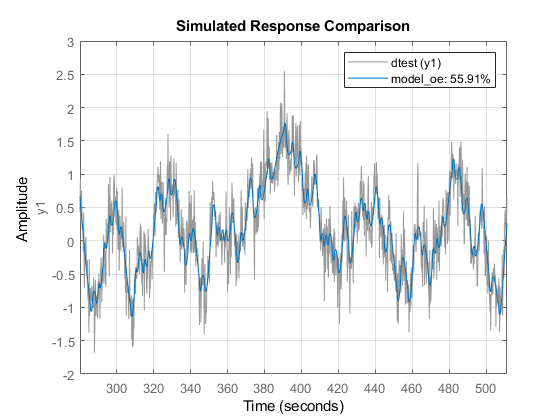 Simulated Response Comparison
dtest (y1)
model_oe: 55.91%
Amplitude
y1
3
2.5
2
1.5
1
0.5
0
-0.5
-1
-1.5
-2
300 320 340 360 380 400 420 440 460 480 500
Time (seconds)